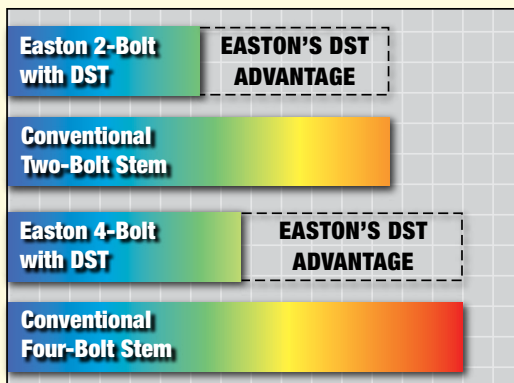 Easton 2-Bolt
with DST
EASTON'S DST
ADVANTAGE
Conventional
Two-Bolt Stem
Easton 4-Bolt
with DST
EASTON'S DST
ADVANTAGE
Conventional
Four-Bolt Stem